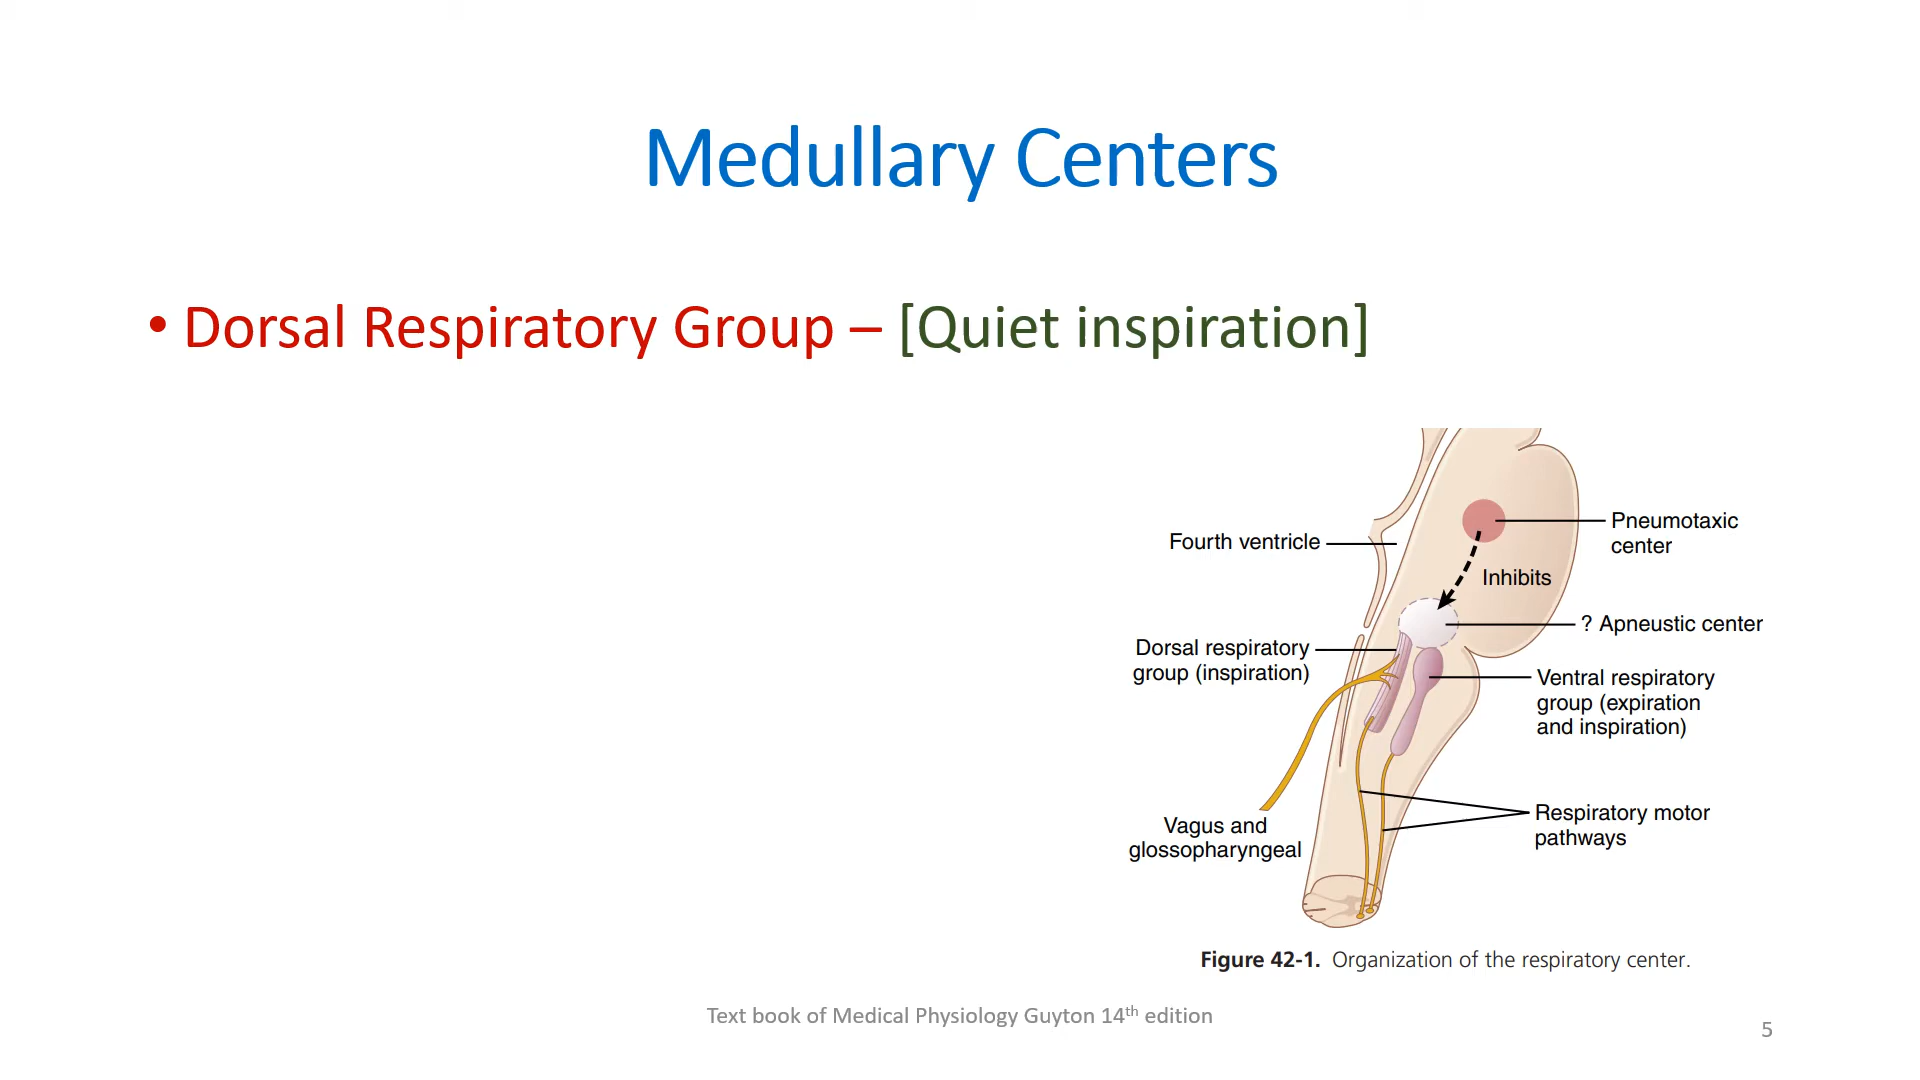 Medullary Centers
• Dorsal Respiratory Group – [Quiet inspiration]
Fourth ventricle
Pneumotaxic
center
Inhibits
? Apneustic center
Dorsal respiratory
group (inspiration)
Ventral respiratory
group (expiration
and inspiration)
Vagus and
glossopharyngeal
Respiratory motor
pathways
Figure 42-1. Organization of the respiratory center.
Text book of Medical Physiology Guyton 14th edition
5